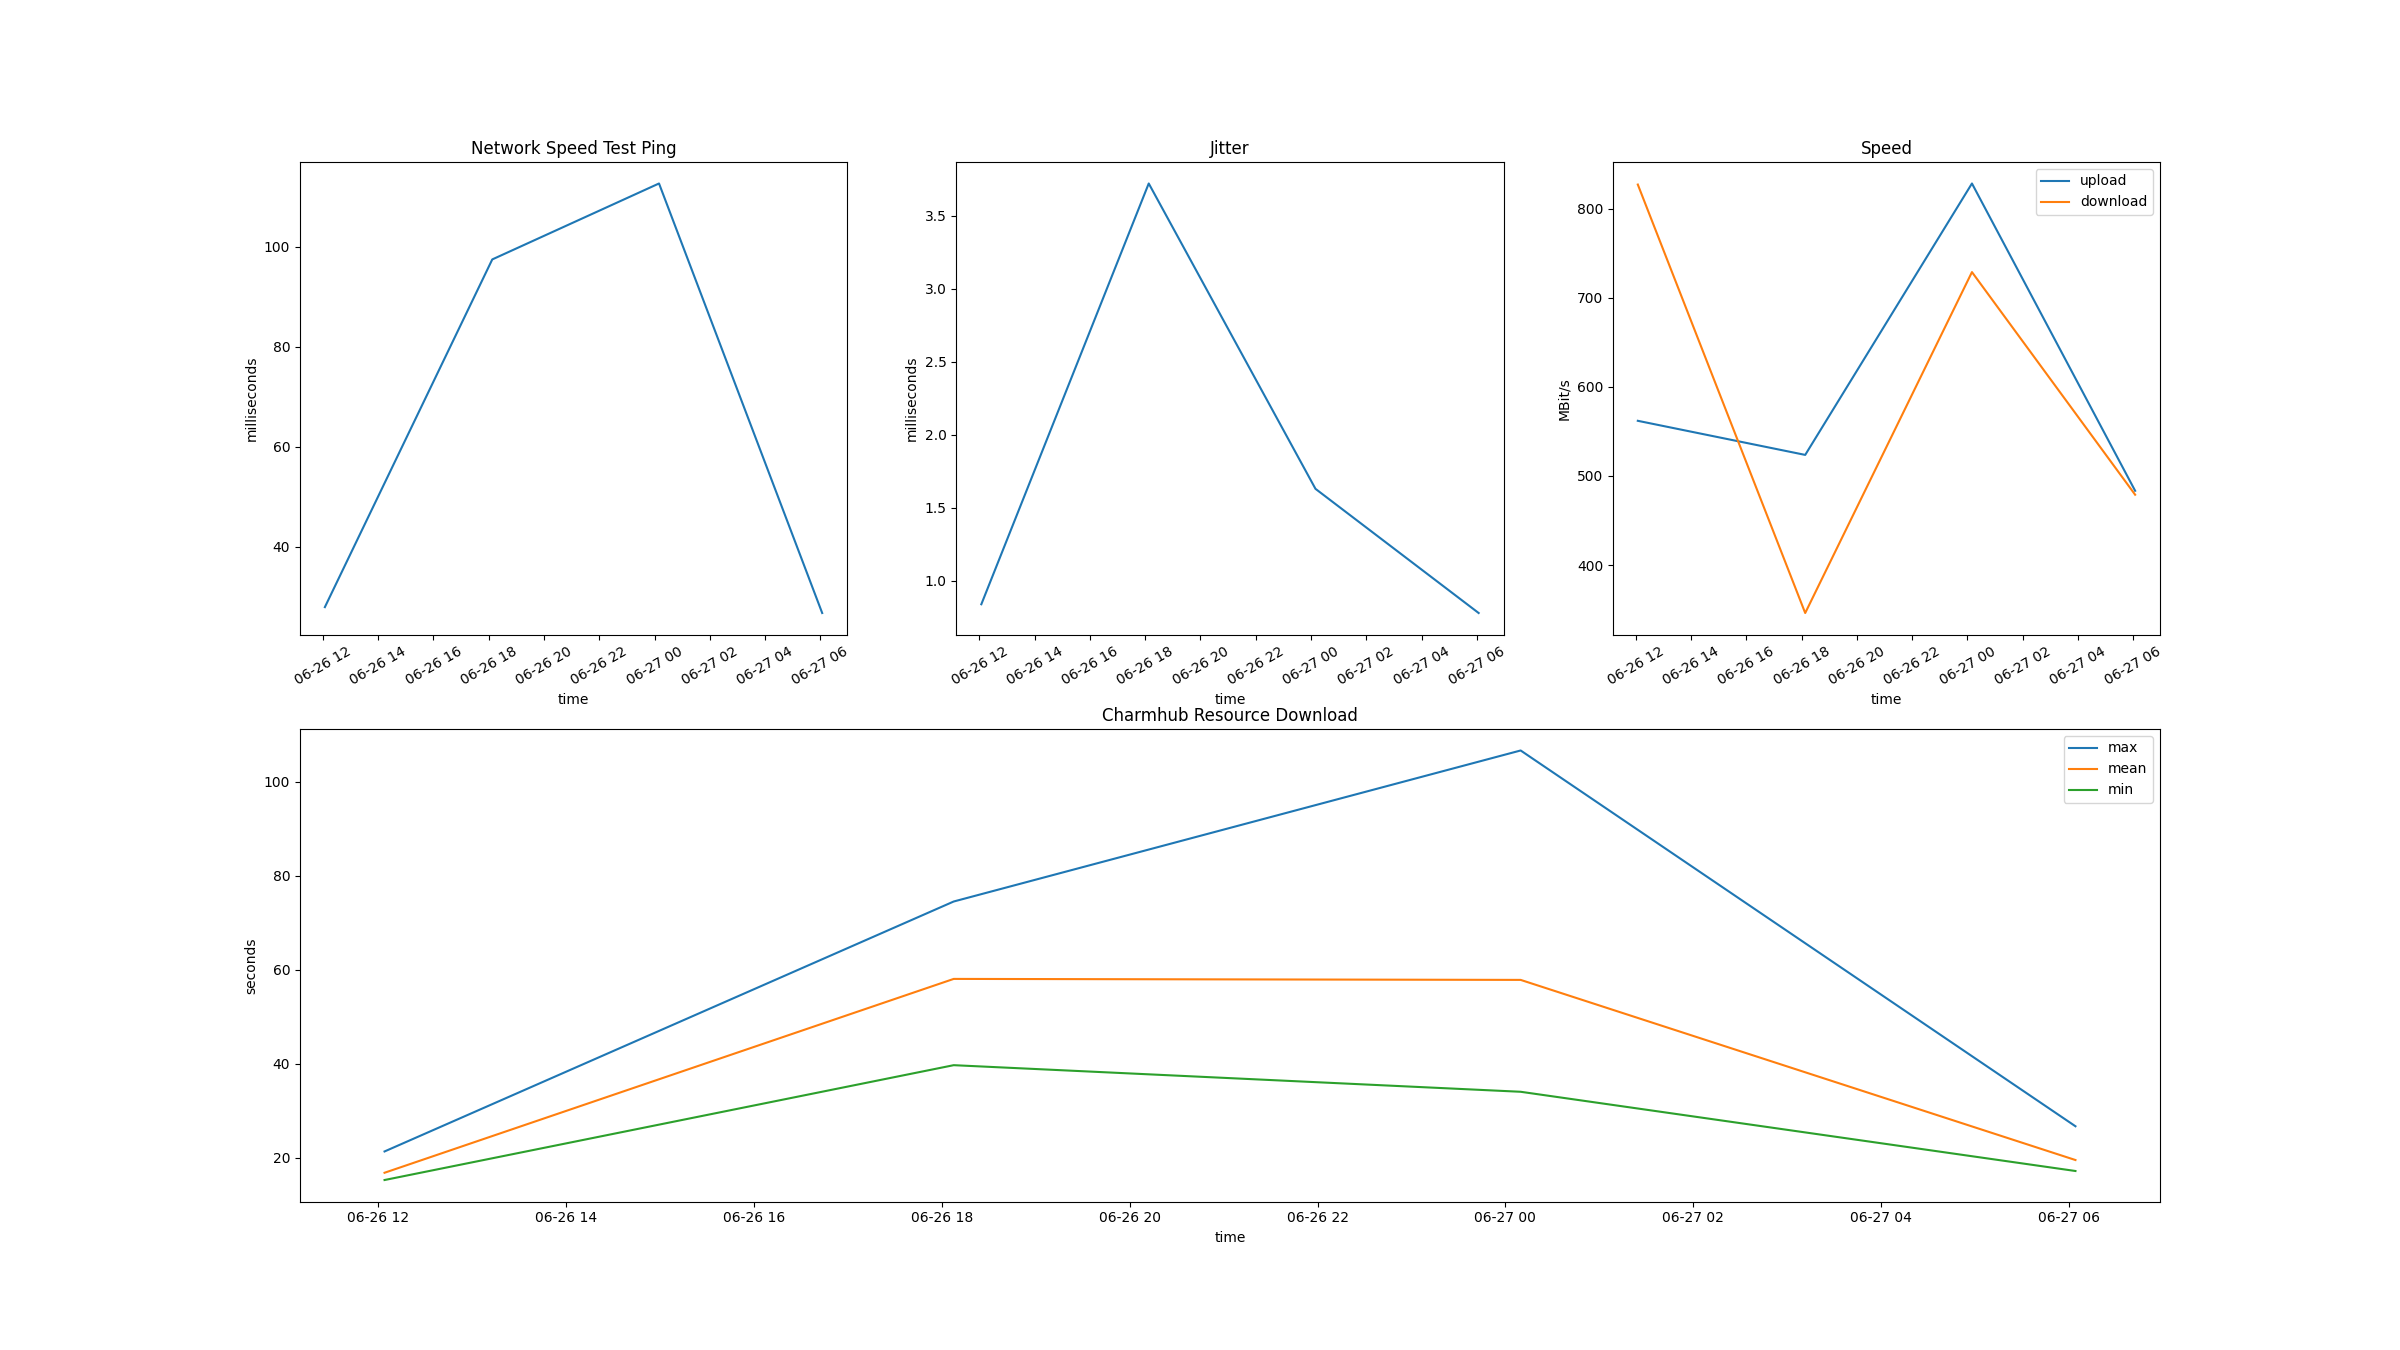 Network Speed Test Ping
milliseconds
100
80
60
40
06-26 12 06-26 14 06-26 16 06-26 18 06-26 20 06-26 22 06-27 00 06-27 02 06-27 04 06-27 06
time
Jitter
milliseconds
3.5
3.0
2.5
2.0
1.5
1.0
06-26 12 06-26 14 06-26 16 06-26 18 06-26 20 06-26 22 06-27 00 06-27 02 06-27 04 06-27 06
time
Speed
upload
download
MBit/s
800
700
600
500
400
06-26 12 06-26 14 06-26 16 06-26 18 06-26 20 06-26 22 06-27 00 06-27 02 06-27 04 06-27 06
time
Charmhub Resource Download
max
mean
min
seconds
100
80
60
40
20
06-26 12 06-26 14 06-26 16 06-26 18 06-26 20 06-26 22 06-27 00 06-27 02 06-27 04 06-27 06
time